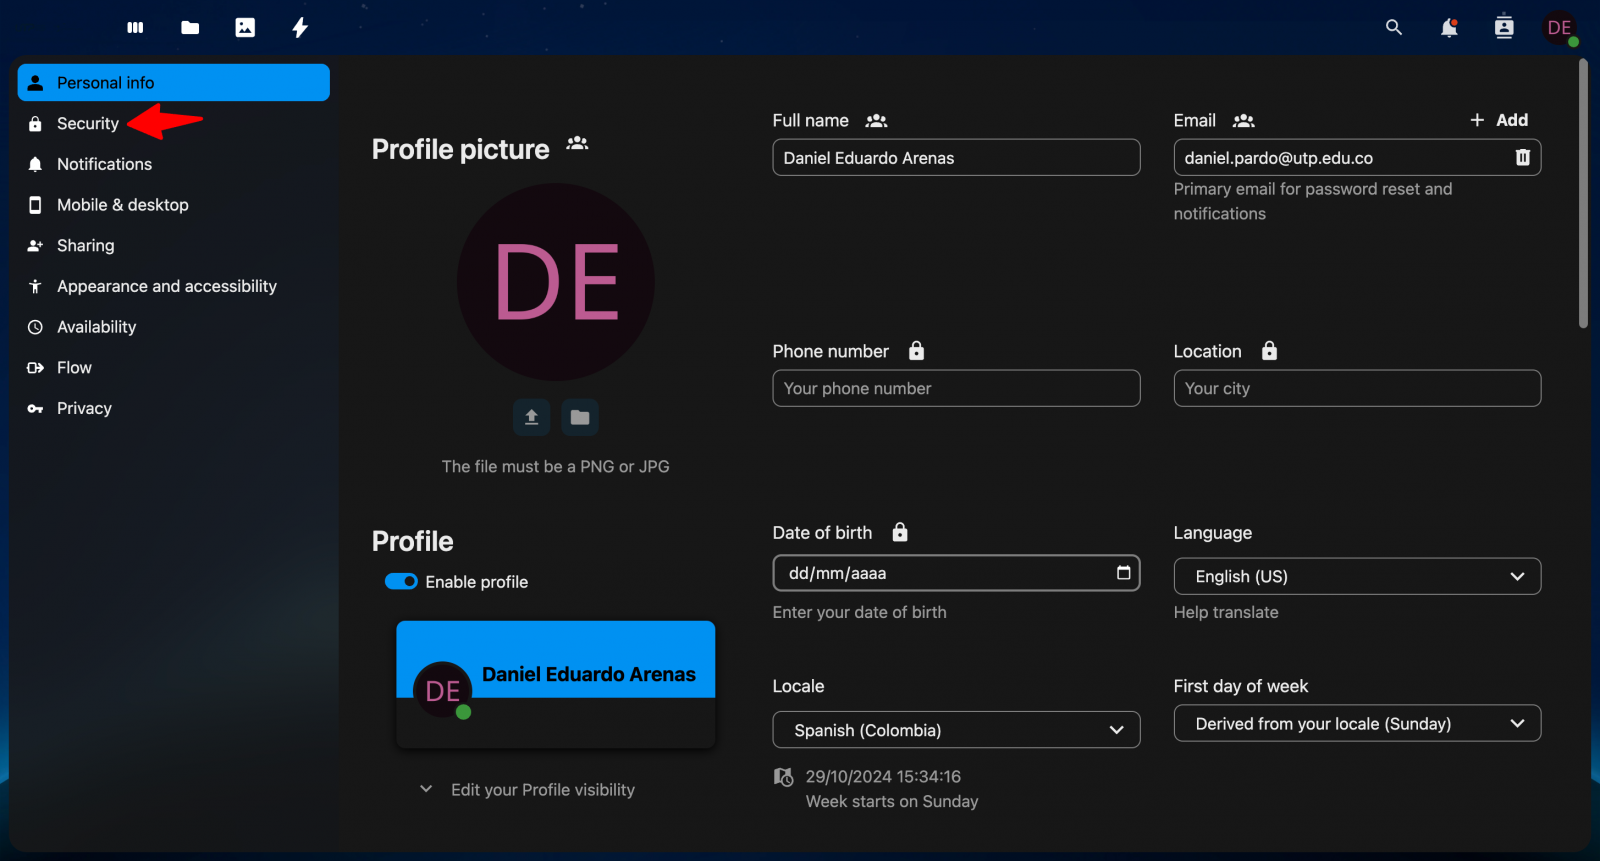 DE
Personal info
Security
Notifications
Mobile & desktop
Sharing
Appearance and accessibility
Availability
Flow
Privacy
Profile picture
DE
The file must be a PNG or JPG
Profile
Enable profile
Daniel Eduardo Arenas
DE
Edit your Profile visibility
Full name
Daniel Eduardo Arenas
Email
+ Add
daniel.pardo@utp.edu.co
Primary email for password reset and
notifications
Phone number
Your phone number
Location
Your city
Date of birth
dd/mm/aaaa
Enter your date of birth
Language
English (US)
Help translate
Locale
Spanish (Colombia)
29/10/2024 15:34:16
Week starts on Sunday
First day of week
Derived from your locale (Sunday)